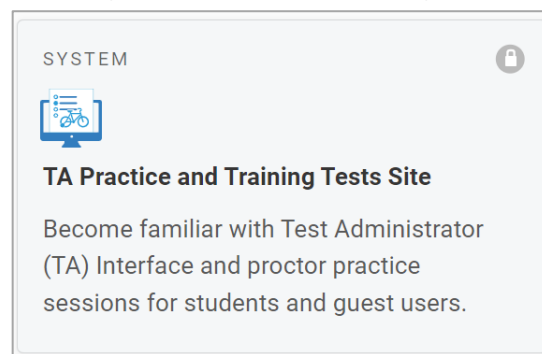 SYSTEM
TA Practice and Training Tests Site
Become familiar with Test Administrator
(TA) Interface and proctor practice
sessions for students and guest users.